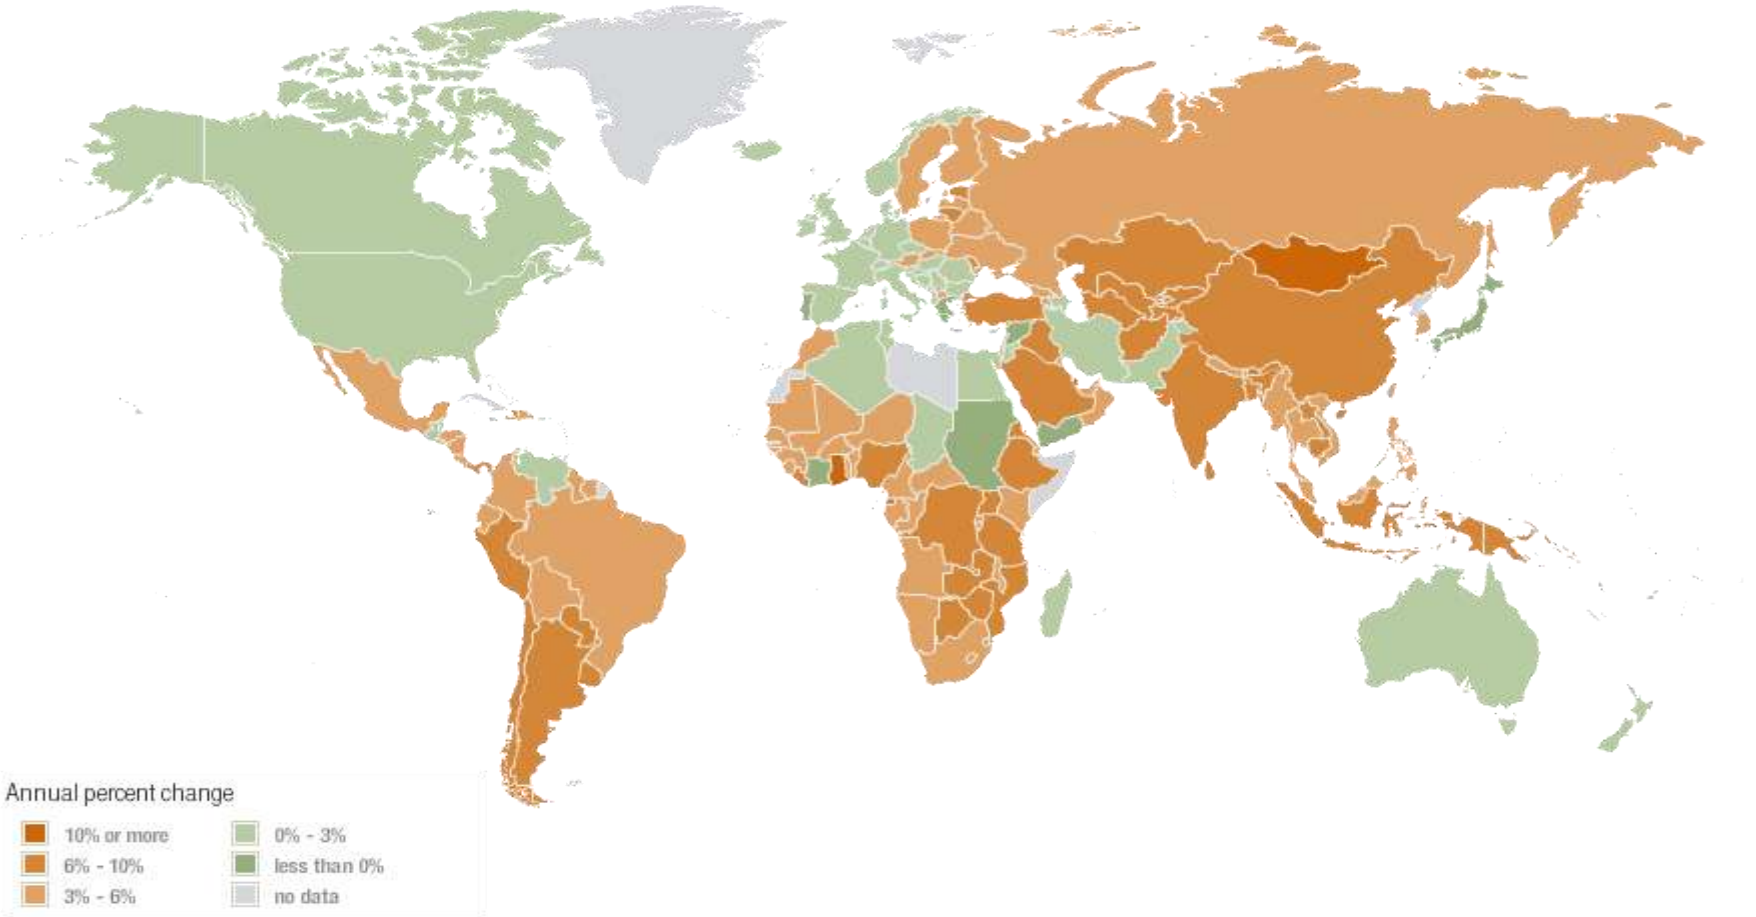 Annual percent change
10% or more
6% - 10%
3% - 6%
0% - 3%
less than 0%
no data